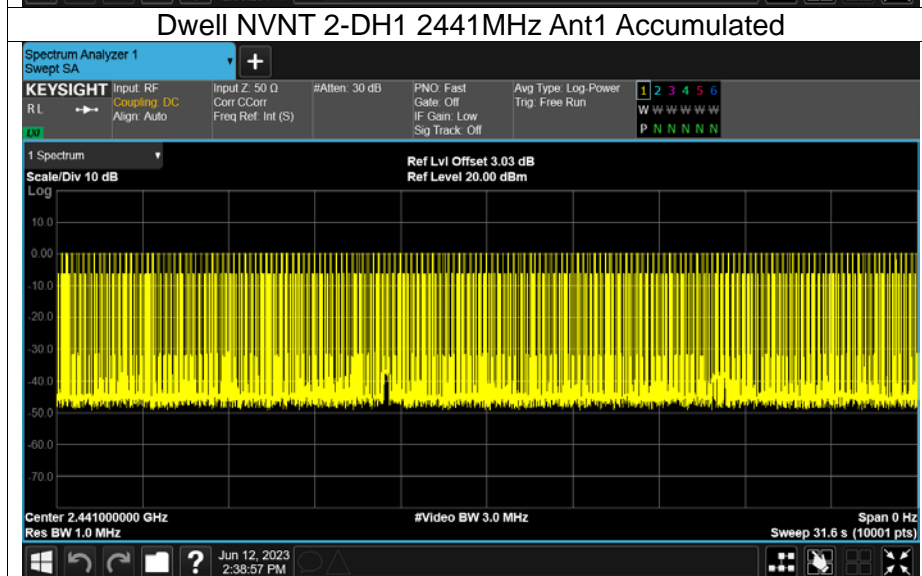 Dwell NVNT 2-DH1 2441MHz Ant1 Accumulated
Spectrum Analyzer 1
Swept SA
+
KEYSIGHT
RL
LXI
Input: RF
Coupling: DC
Align: Auto
Input Z: 50 Ω
Corr CCorr
Freq Ref: Int (S)
#Atten: 30 dB
PNO: Fast
Gate: Off
IF Gain: Low
Sig Track: Off
Avg Type: Log-Power
Trig: Free Run
1 2 3 4 5 6
W W W W W W
P N N N N N
1 Spectrum
Scale/Div 10 dB
Ref Lvl Offset 3.03 dB
Ref Level 20.00 dBm
Log
10.0
0.00
-10.0
-20.0
-30.0
-40.0
-50.0
-60.0
-70.0
Center 2.441000000 GHz
#Video BW 3.0 MHz
Span 0 Hz
Res BW 1.0 MHz
Sweep 31.6 s (10001 pts)
?
Jun 12, 2023
2:38:57 PM